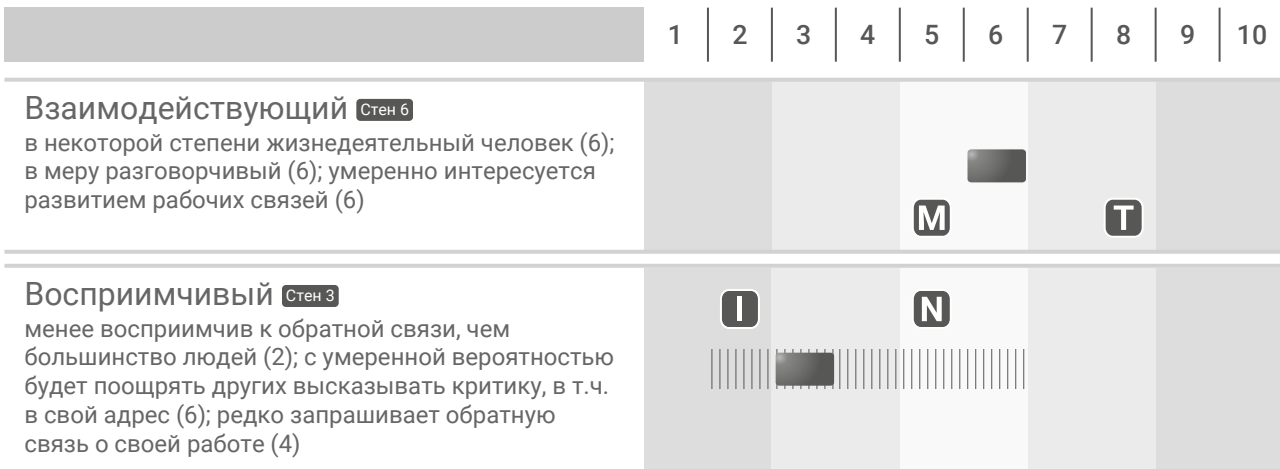 1 2 3 4 5 6 7 8 9 10
Взаимодействующий Стен 6
в некоторой степени жизнедеятельный человек (6);
в меру разговорчивый (6); умеренно интересуется
развитием рабочих связей (6)
M T
Восприимчивый Стен 3
I N
менее восприимчив к обратной связи, чем
большинство людей (2); с умеренной вероятностью
будет поощрять других высказывать критику, в т.ч.
в свой адрес (6); редко запрашивает обратную
связь о своей работе (4)